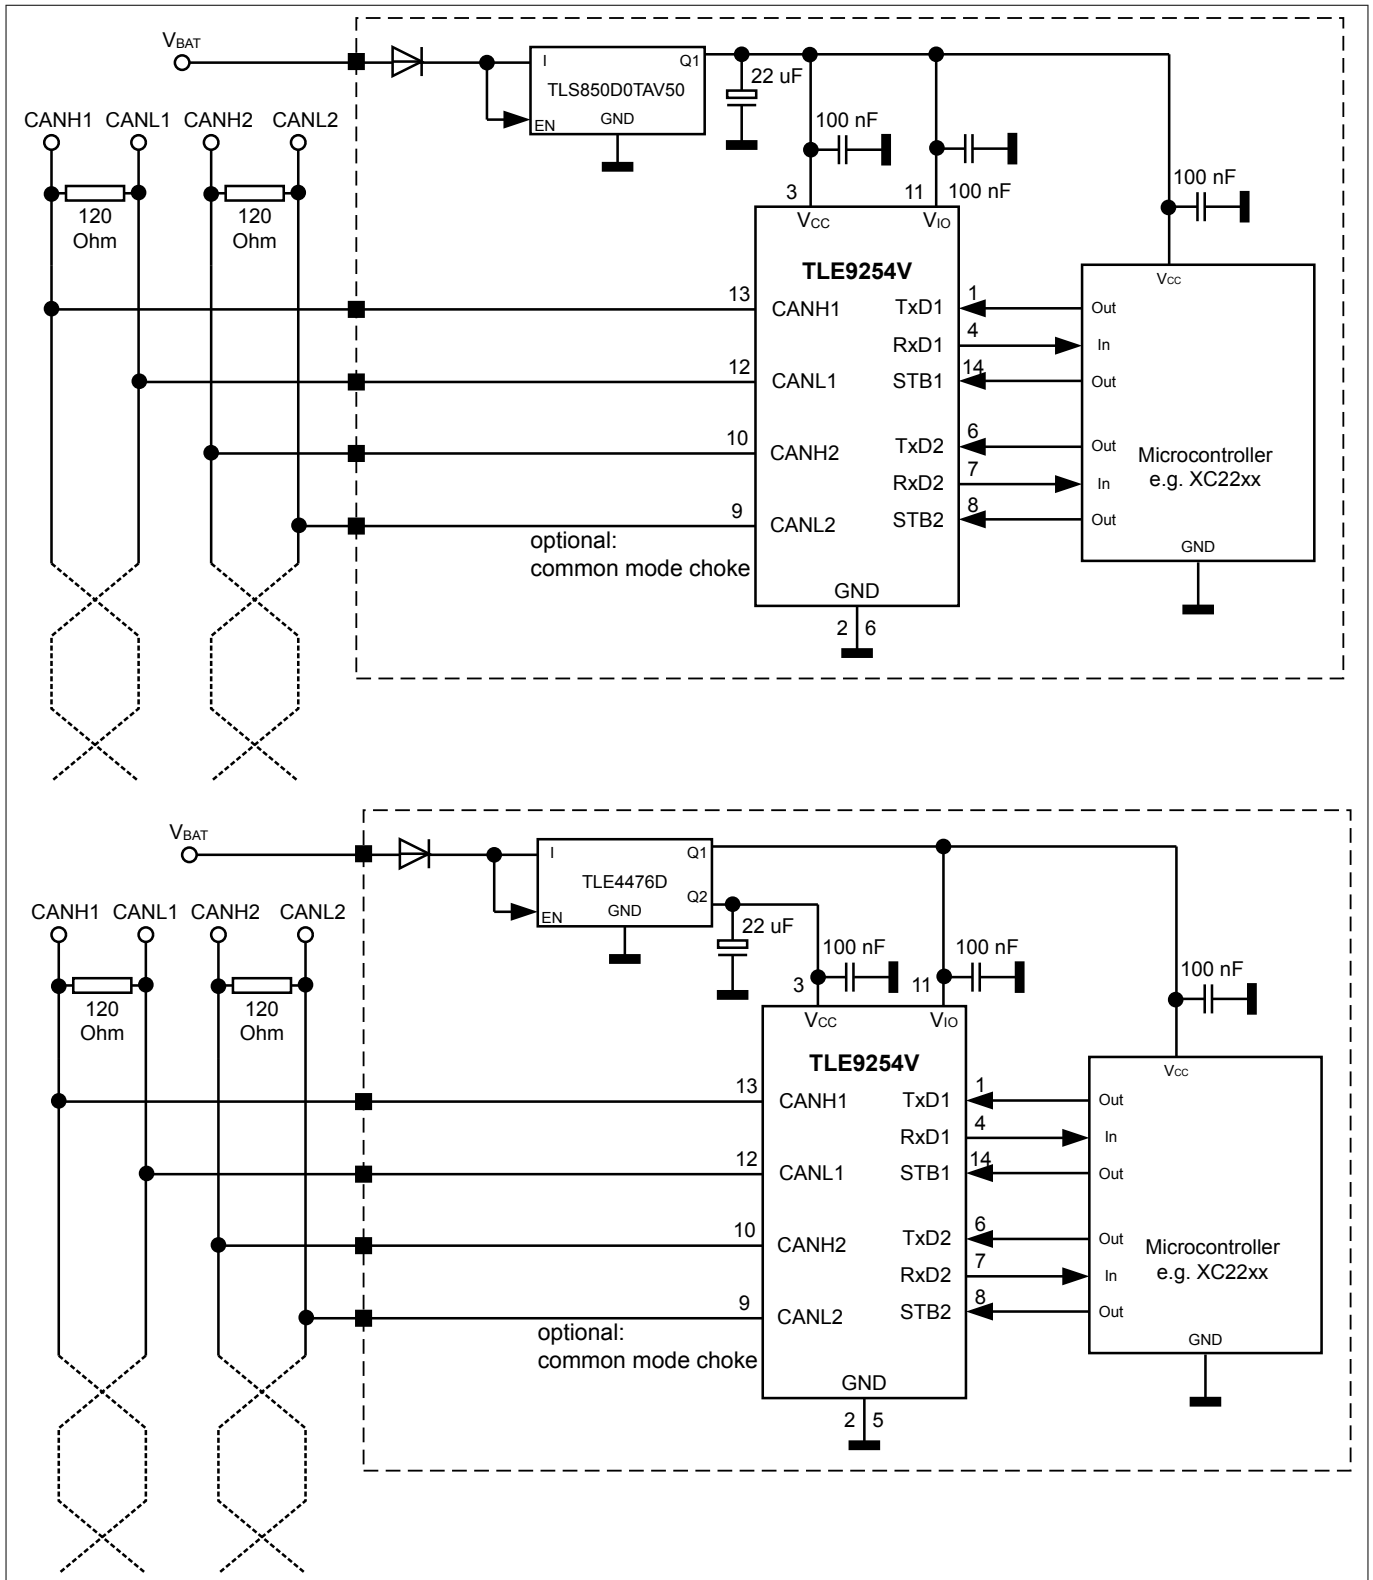 VBAT
I
Q1
TLS850D0TAV50
EN
GND
22 uF
CANH1 CANL1 CANH2 CANL2
100 nF
120
Ohm
120
Ohm
3
11
100 nF
100 nF
VCC
VIO
TLE9254V
VCC
13
CANH1
TxD1
1
Out
RxD1
4
In
12
CANL1
STB1
14
Out
10
CANH2
TxD2
6
Out
Microcontroller
e.g. XC22xx
RxD2
7
In
9
CANL2
STB2
8
Out
optional:
common mode choke
GND
GND
2
6
VBAT
I
Q1
TLE4476D
Q2
EN
GND
22 uF
CANH1 CANL1 CANH2 CANL2
100 nF
100 nF
100 nF
120
Ohm
120
Ohm
3
11
VCC
VIO
TLE9254V
VCC
13
CANH1
TxD1
1
Out
RxD1
4
In
12
CANL1
STB1
14
Out
10
CANH2
TxD2
6
Out
Microcontroller
e.g. XC22xx
RxD2
7
In
9
CANL2
STB2
8
Out
optional:
common mode choke
GND
GND
2
5